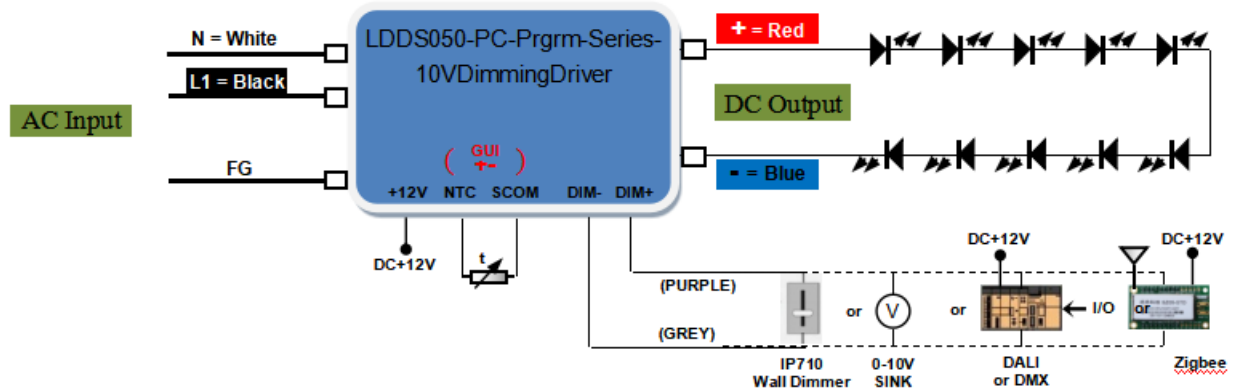 N = White
L1 = Black
AC Input
FG
LDDS050-PC-Prgrm-Series-
10VDimmingDriver
( GUI )
+-
+12V NTC SCOM DIM- DIM+
+ = Red
DC Output
- = Blue
DC+12V
t
(PURPLE)
(GREY)
IP710
Wall Dimmer
or
V
0-10V
SINK
or
DC+12V
DALI
or DMX
I/O
or
DC+12V
Zigbee